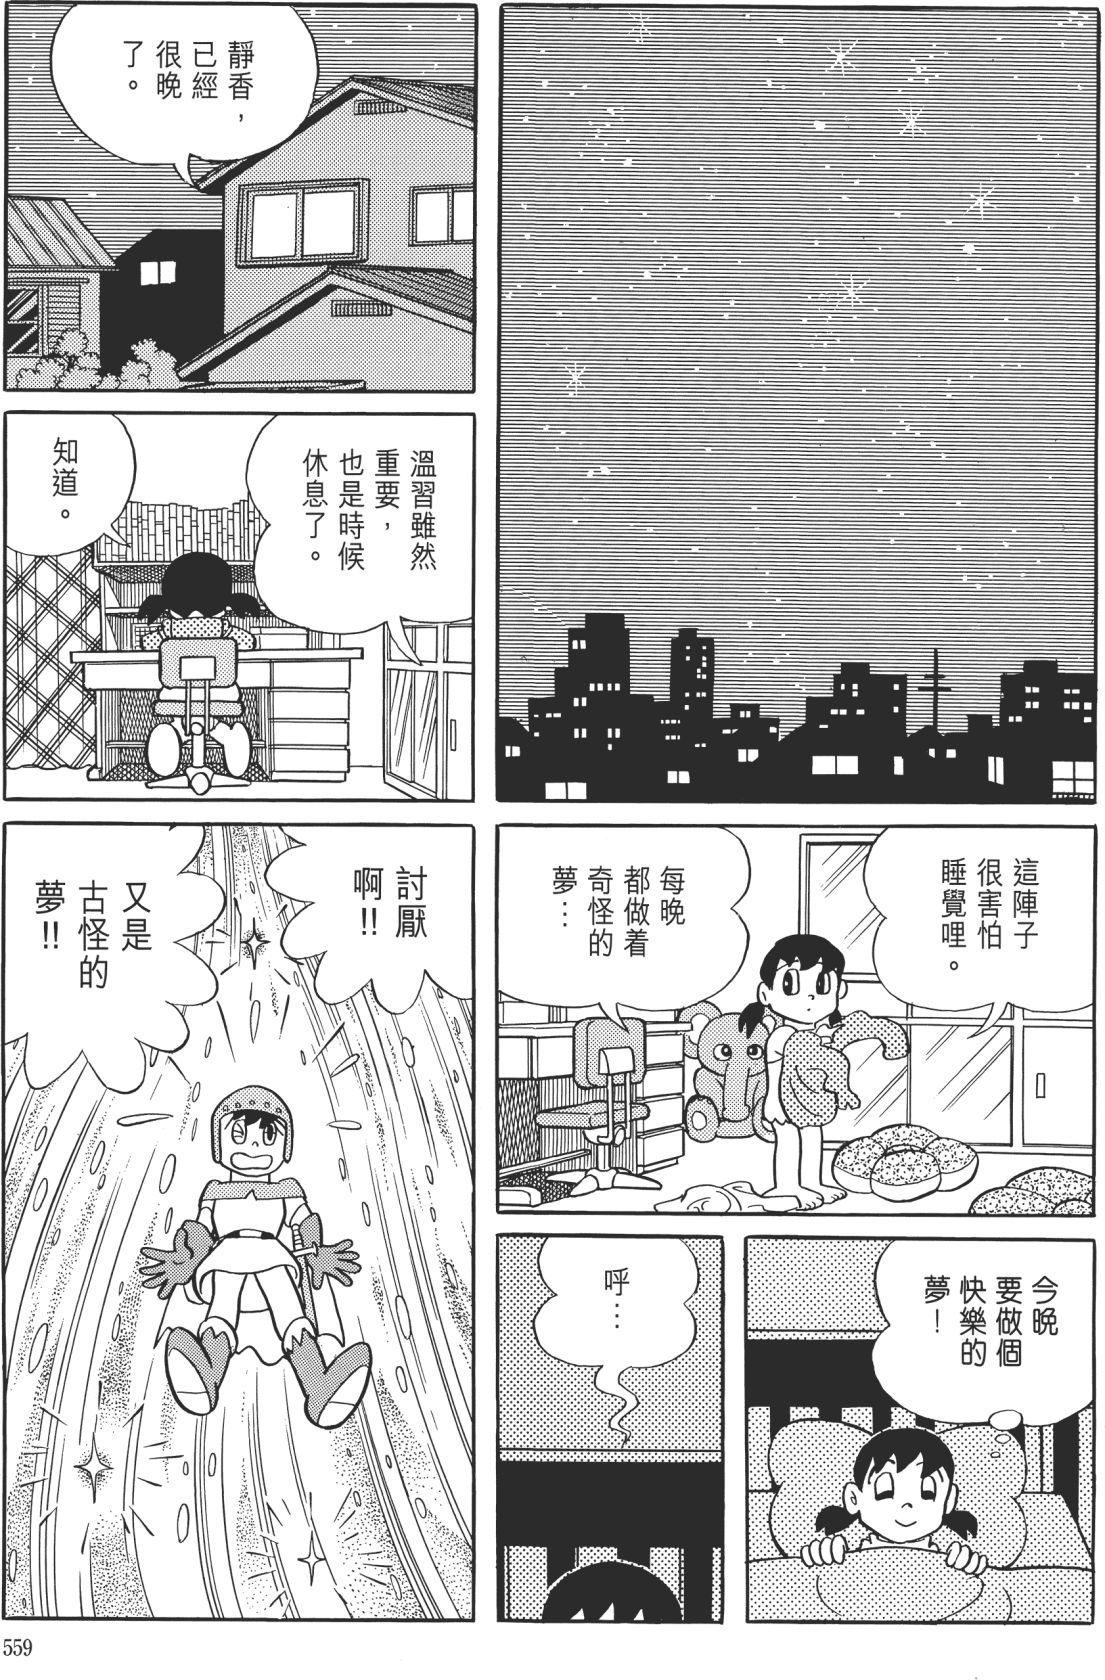 靜香，
已經
很晚
了。
溫習雖然
重要，
也是時候
休息了。
知道。
這陣子
很害怕
睡覺哩。
每晚
都做着
奇怪的
夢…
今晚
要做個
快樂的
夢！
呼…
討厭
啊!!
又是
古怪的
夢!!
559